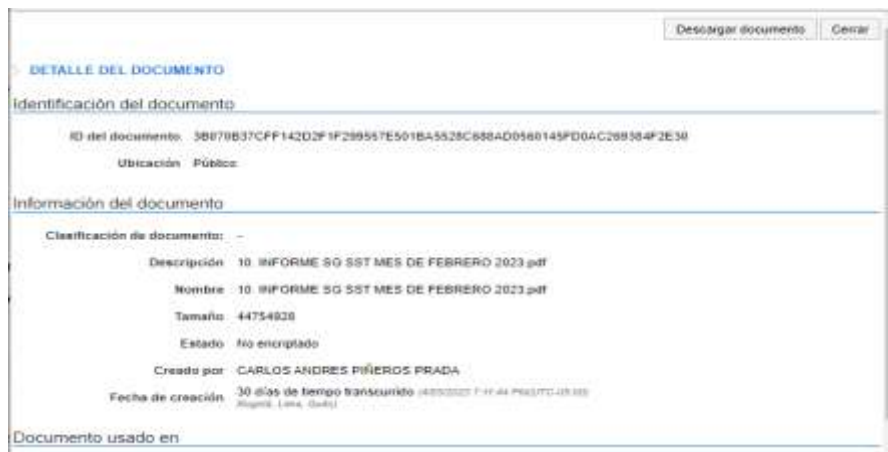 Descargar documento Cerrar
DETALLE DEL DOCUMENTO
Identificación del documento
ID del documento:
Ubicación Público
Información del documento
Clasificación de documento: -
Descripción 10. INFORME SG SST MES DE FEBRERO 2023.pdf
Nombre 10. INFORME SG SST MES DE FEBRERO 2023.pdf
Tamaño 44754928
Estado No encriptado
Creado por CARLOS ANDRES PIÑEROS PRADA
Fecha de creación 30 días de tiempo transcurrido
Bogotá, Lima, Quito)
Documento usado en